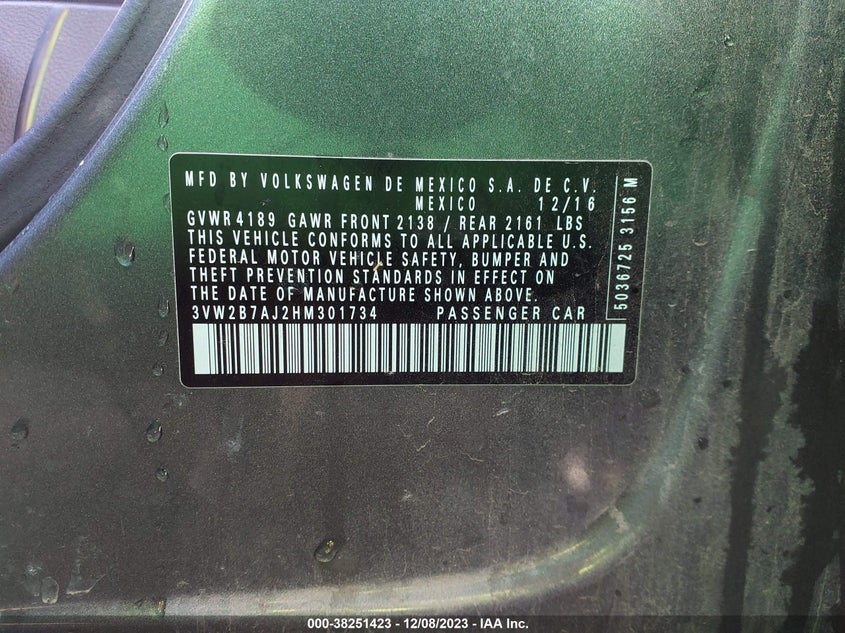 MFD BY VOLKSWAGEN DE MEXICO S.A. DE C.V.
MEXICO 12/16
GVWR 4189 GAWR FRONT 2138 / REAR 2161 LBS
THIS VEHICLE CONFORMS TO ALL APPLICABLE U.S.
FEDERAL MOTOR VEHICLE SAFETY, BUMPER AND
THEFT PREVENTION STANDARDS IN EFFECT ON
THE DATE OF MANUFACTURE SHOWN ABOVE.
3VW2B7AJ2HM301734 PASSENGER CAR
5036725 3156 M
000-38251423 - 12/08/2023 - IAA Inc.